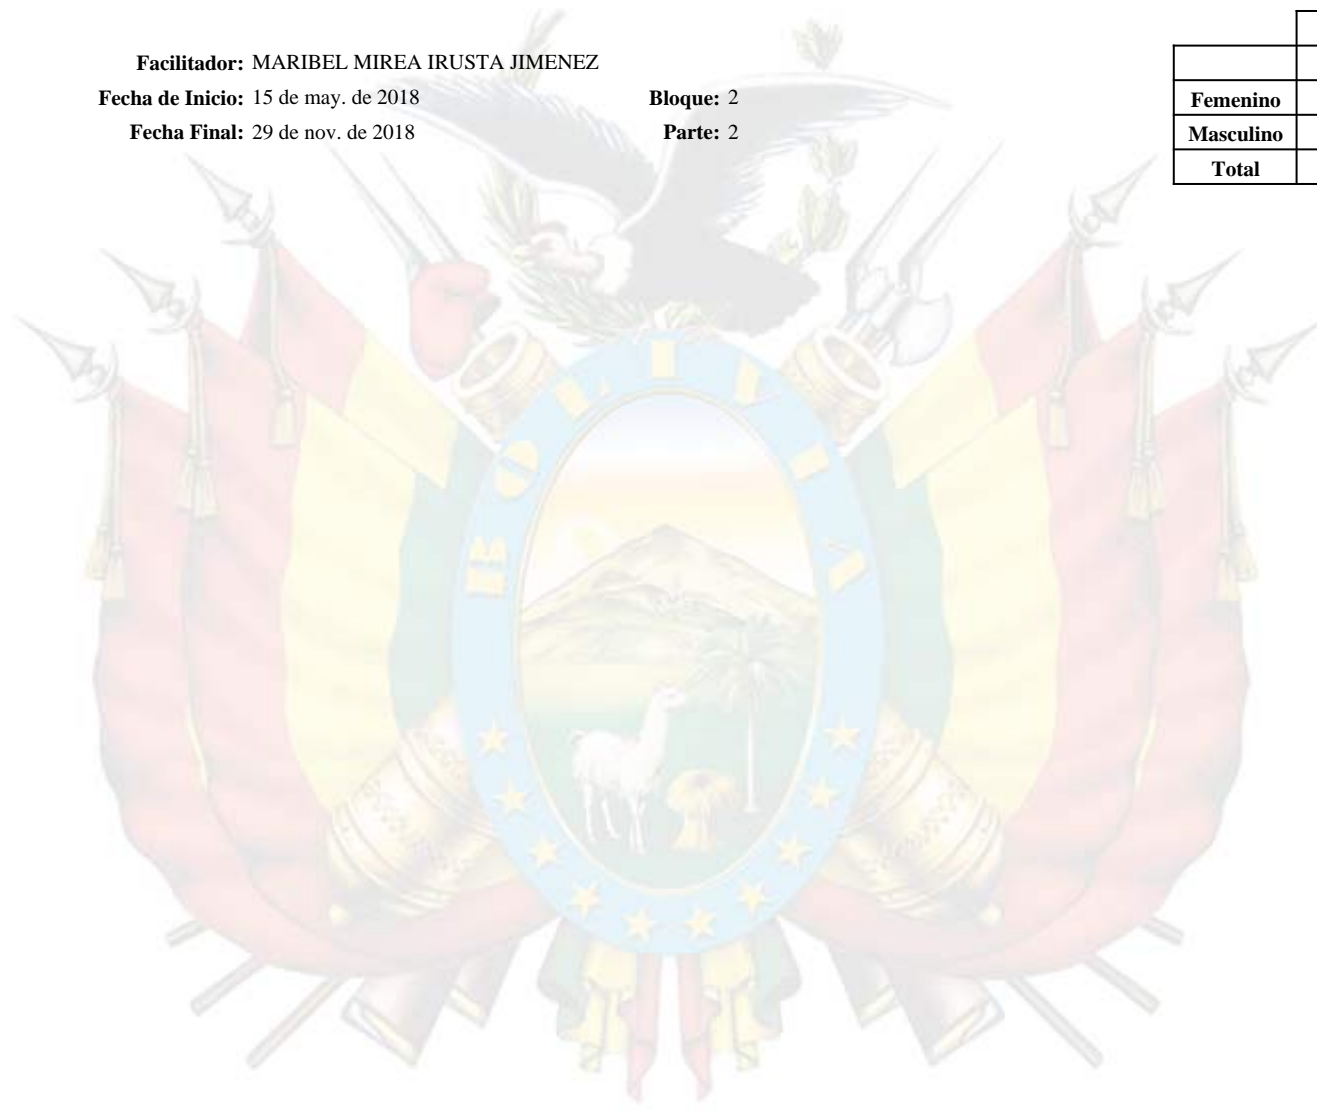 Facilitador: MARIBEL MIREA IRUSTA JIMENEZ
Fecha de Inicio: 15 de may. de 2018 Bloque: 2
Fecha Final: 29 de nov. de 2018 Parte: 2
Femenino
Masculino
Total
BOLIVIA